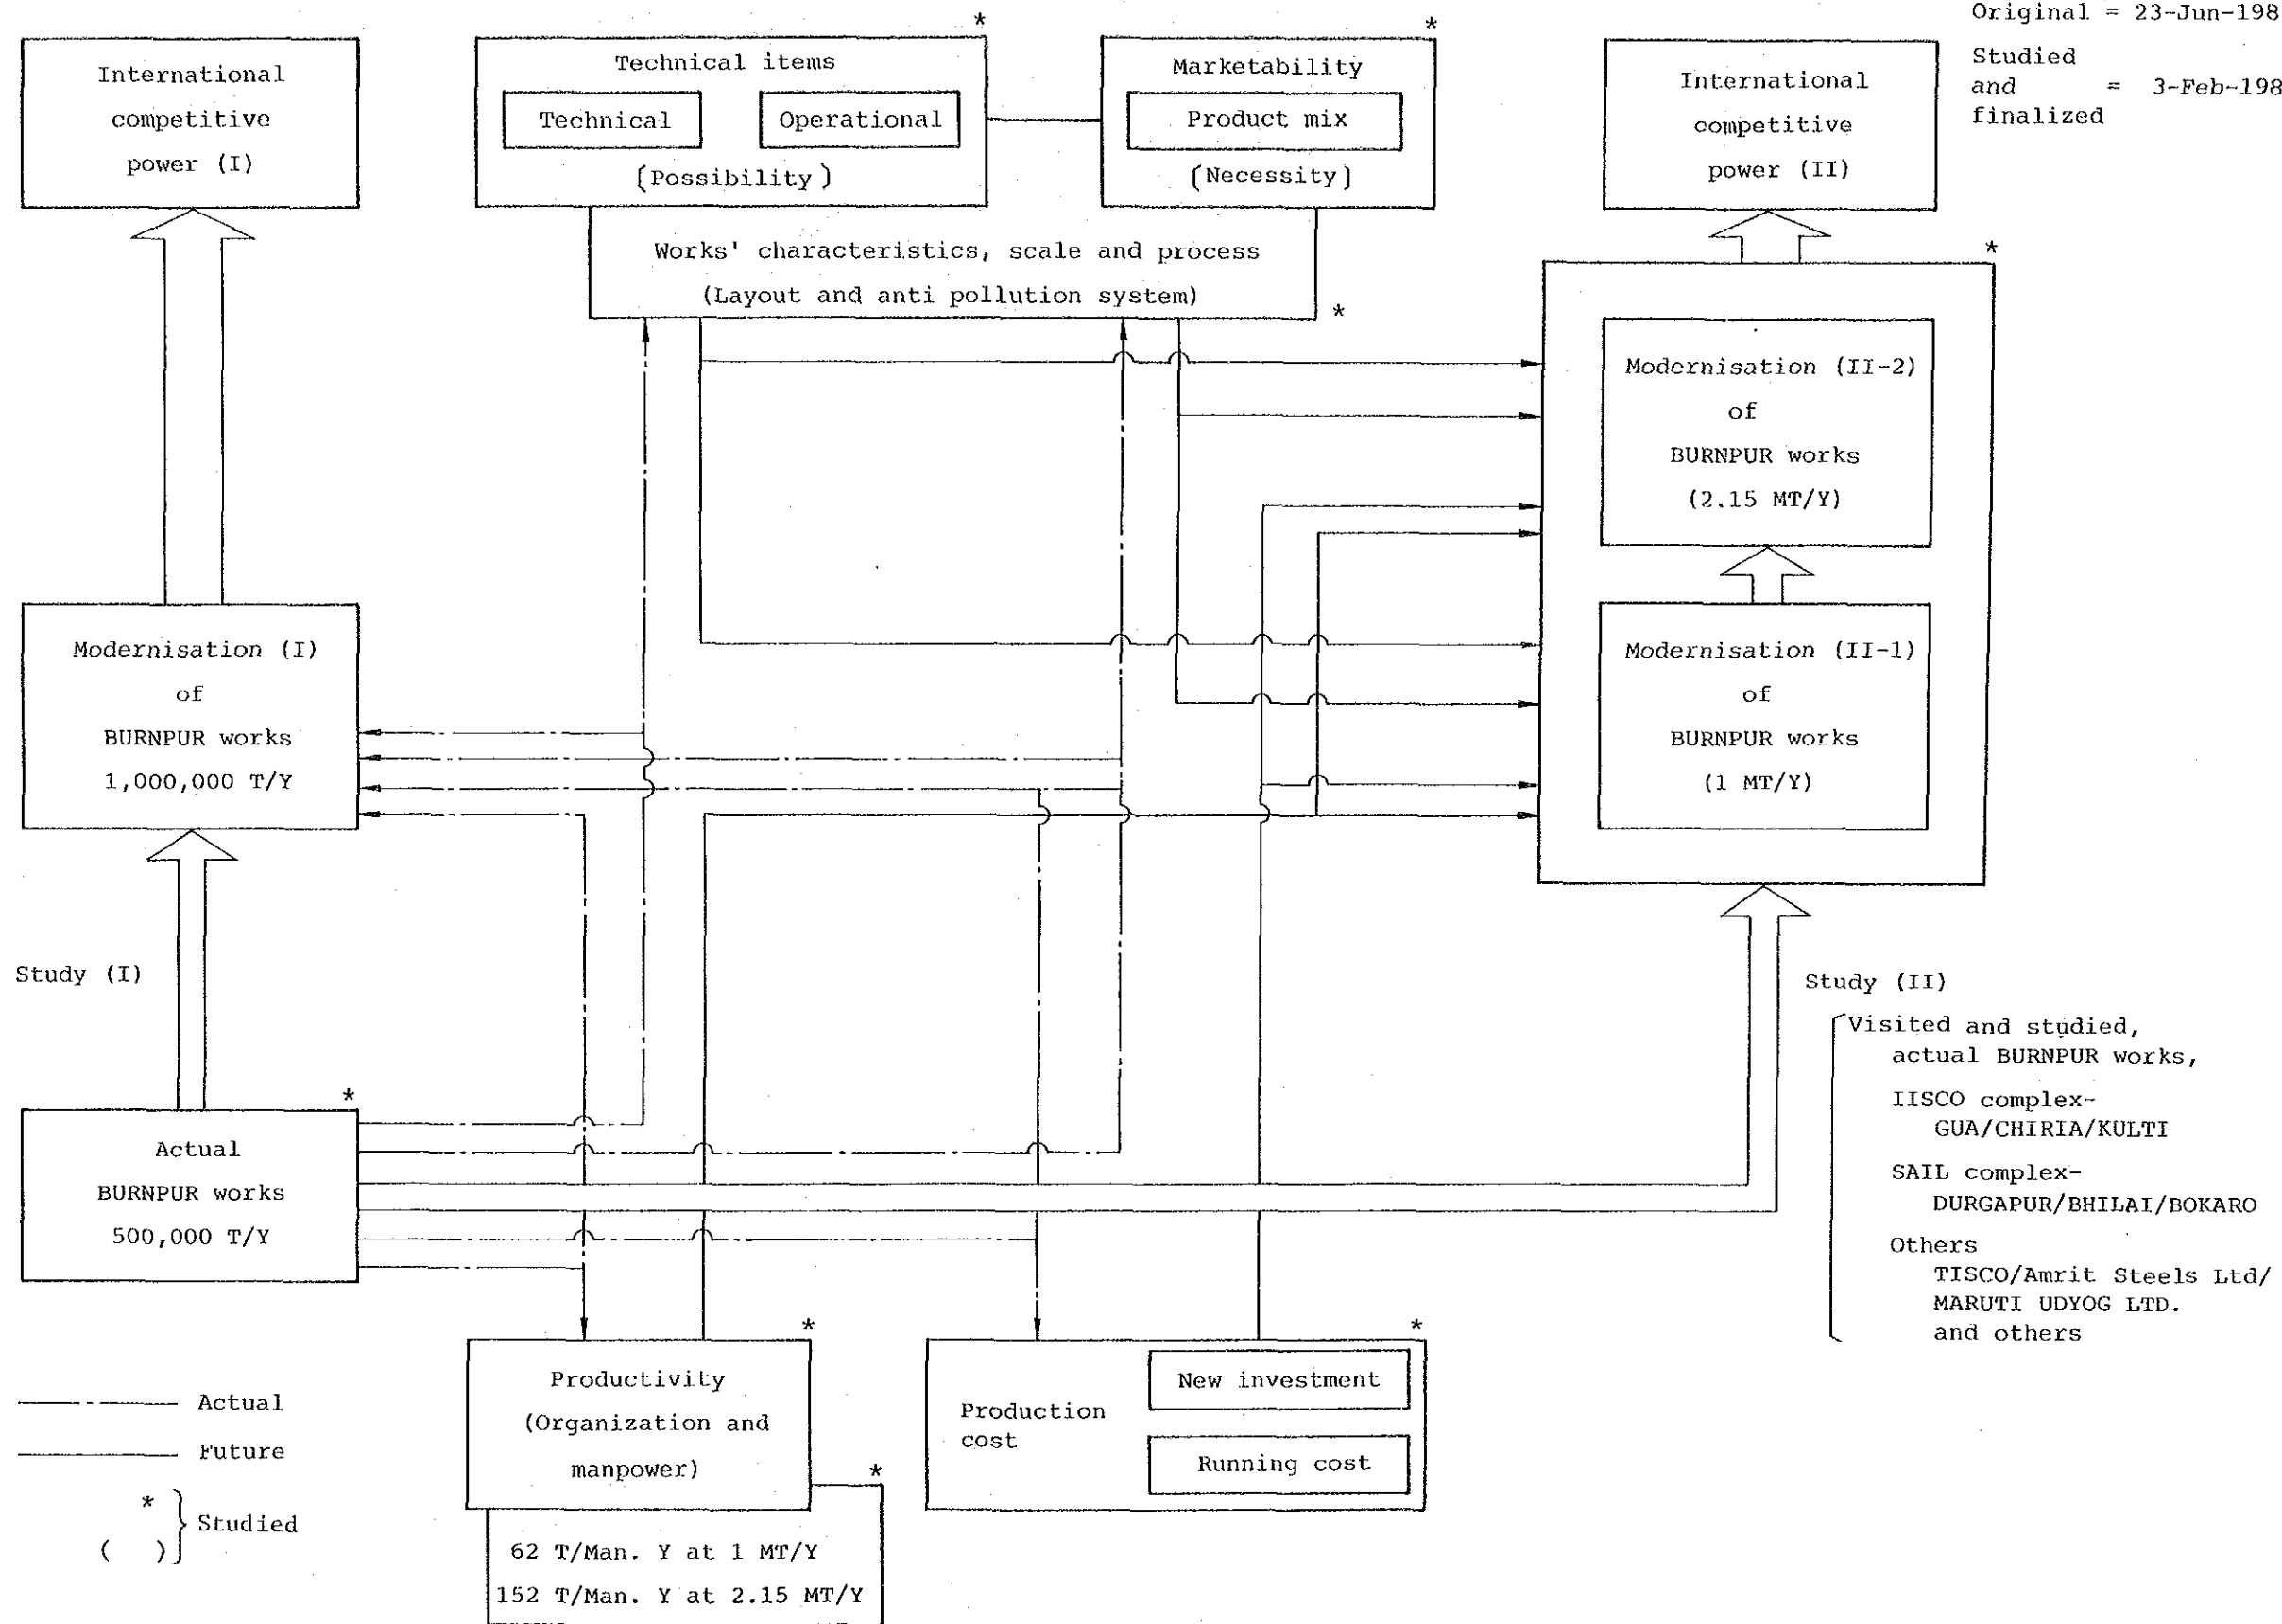 Original = 23-Jun-198
Studied
and = 3-Feb-198
finalized
International
competitive
power (I)
*
Technical items
Technical
Operational
(Possibility)
*
Marketability
Product mix
(Necessity)
International
competitive
power (II)
Works' characteristics, scale and process
(Layout and anti pollution system)
*
*
Modernisation (II-2)
of
BURNPUR works
(2.15 MT/Y)
Modernisation (I)
of
BURNPUR works
1,000,000 T/Y
Modernisation (II-1)
of
BURNPUR works
(1 MT/Y)
Study (I)
Study (II)
Visited and studied,
actual BURNPUR works,
IISCO complex-
GUA/CHIRIA/KULTI
SAIL complex-
DURGAPUR/BHILAI/BOKARO
Others
TISCO/Amrit Steels Ltd/
MARUTI UDYOG LTD.
and others
*
Actual
BURNPUR works
500,000 T/Y
*
Productivity
(Organization and
manpower)
*
62 T/Man. Y at 1 MT/Y
152 T/Man. Y at 2.15 MT/Y
*
Production
cost
New investment
Running cost
Actual
Future
*
( )
Studied